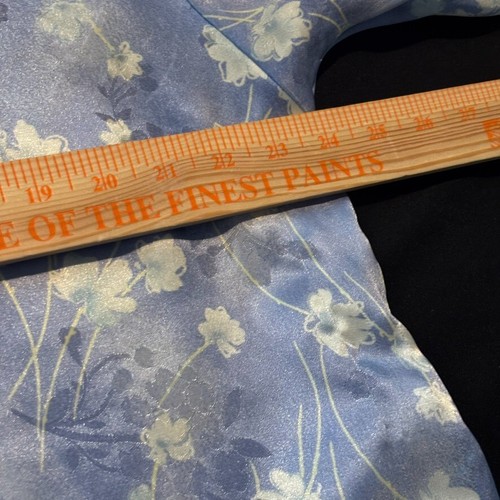 19 20 21 22 23 24 25 26
E OF THE FINEST PAINTS